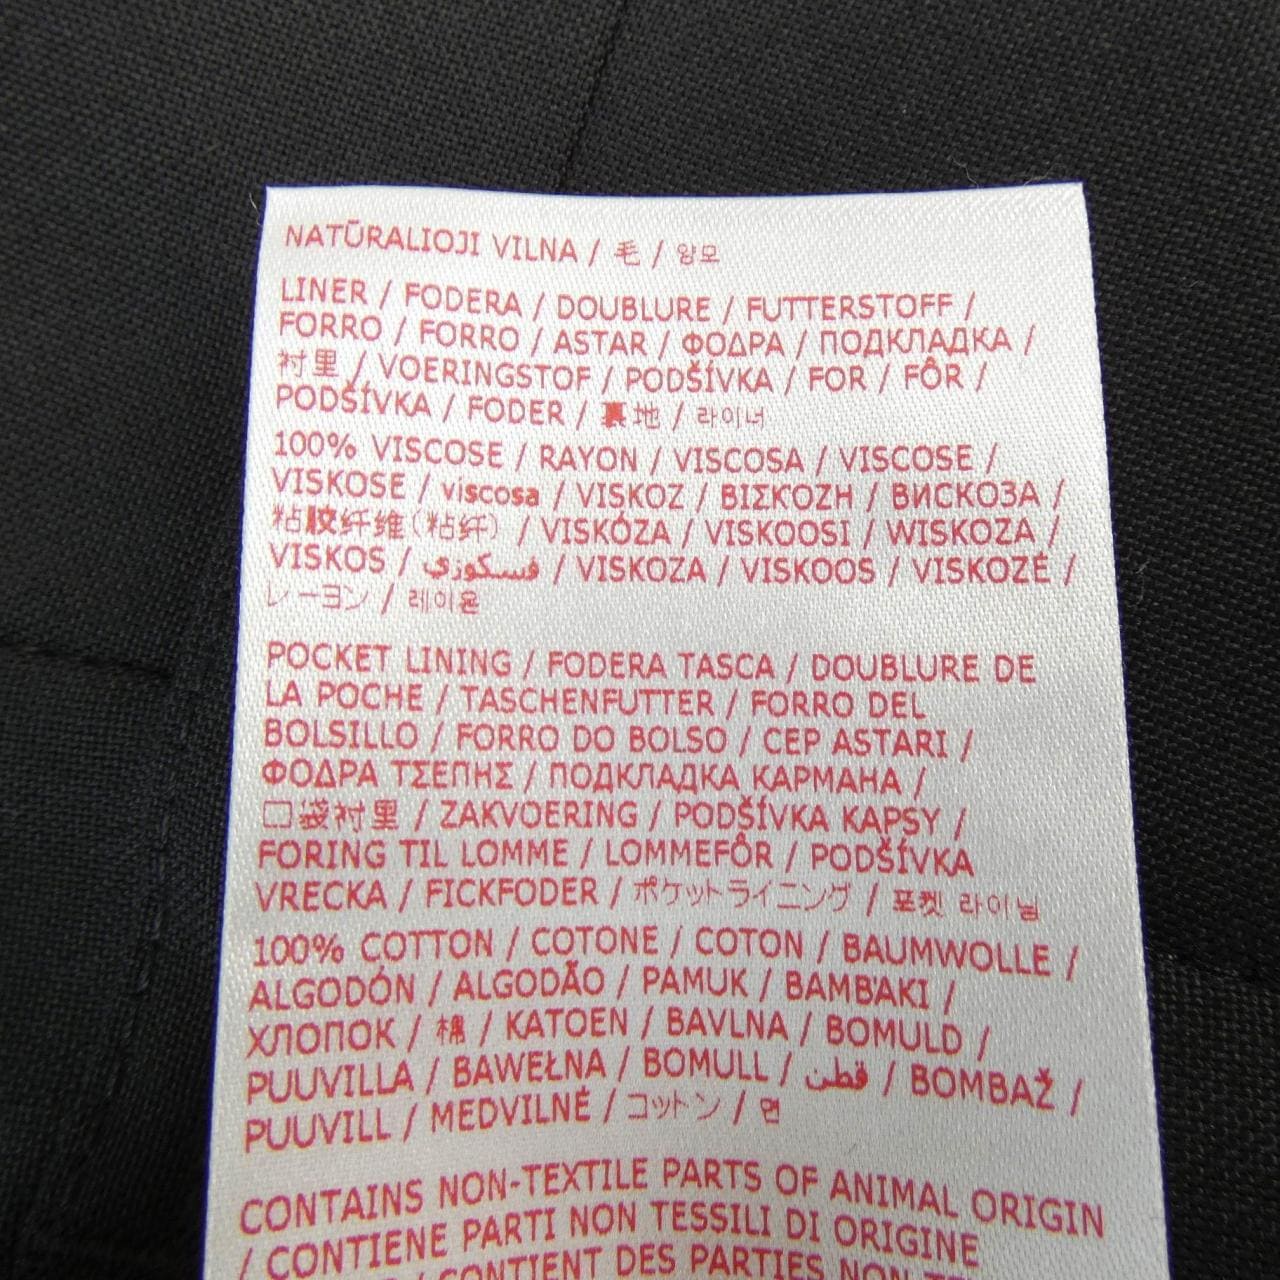 NATŪRALIOJI VILNA / 毛 / 양모
LINER / FODERA / DOUBLURE / FUTTERSTOFF /
FORRO / FORRO / ASTAR / ΦΟΔΡΑ / ПОДКЛАДКА /
衬里 / VOERINGSTOF / PODŠÍVKA / FOR / FÔR /
PODŠÍVKA / FODER / 裏地 / 라이너
100% VISCOSE / RAYON / VISCOSA / VISCOSE /
VISKOSE / viscosa / VISKOZ / ΒΙΣΚΟΖΗ / ВИСКОЗА /
粘胶纤维(粘纤) / VISKÓZA / VISKOOSI / WISKOZA /
VISKOS / فسكوزي / VISKOZA / VISKOOS / VISKOZĖ /
レーヨン / 레이온
POCKET LINING / FODERA TASCA / DOUBLURE DE
LA POCHE / TASCHENFUTTER / FORRO DEL
BOLSILLO / FORRO DO BOLSO / CEP ASTARI /
ΦΟΔΡΑ ΤΣΕΠΗΣ / ПОДКЛАДКА КАРМАНА /
口袋衬里 / ZAKVOERING / PODŠÍVKA KAPSY /
FORING TIL LOMME / LOMMEFÔR / PODŠÍVKA
VRECKA / FICKFODER / ポケットライニング / 포켓 라이닝
100% COTTON / COTONE / COTON / BAUMWOLLE /
ALGODÓN / ALGODÃO / PAMUK / ΒΑΜΒ'ΑΚΙ /
ХЛОПОК / 棉 / KATOEN / BAVLNA / BOMULD /
PUUVILLA / BAWEŁNA / BOMULL / قطن / BOMBAŽ /
PUUVILL / MEDVILNĖ / コットン / 면
CONTAINS NON-TEXTILE PARTS OF ANIMAL ORIGIN
/ CONTIENE PARTI NON TESSILI DI ORIGINE
/ CONTIENT DES PARTIES NON